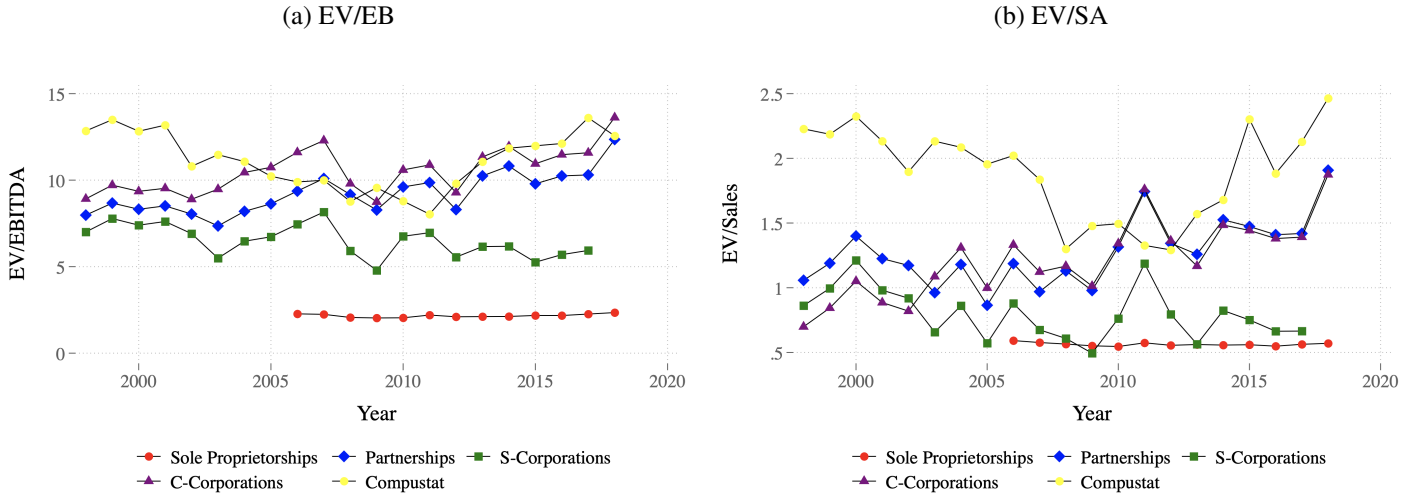 (a) EV/EB
15
10
5
0
EV/EBITDA
2000 2005 2010 2015 2020
Year
Sole Proprietorships Partnerships S-Corporations
C-Corporations Compustat
(b) EV/SA
2.5
2
1.5
1
.5
EV/Sales
2000 2005 2010 2015 2020
Year
Sole Proprietorships Partnerships S-Corporations
C-Corporations Compustat